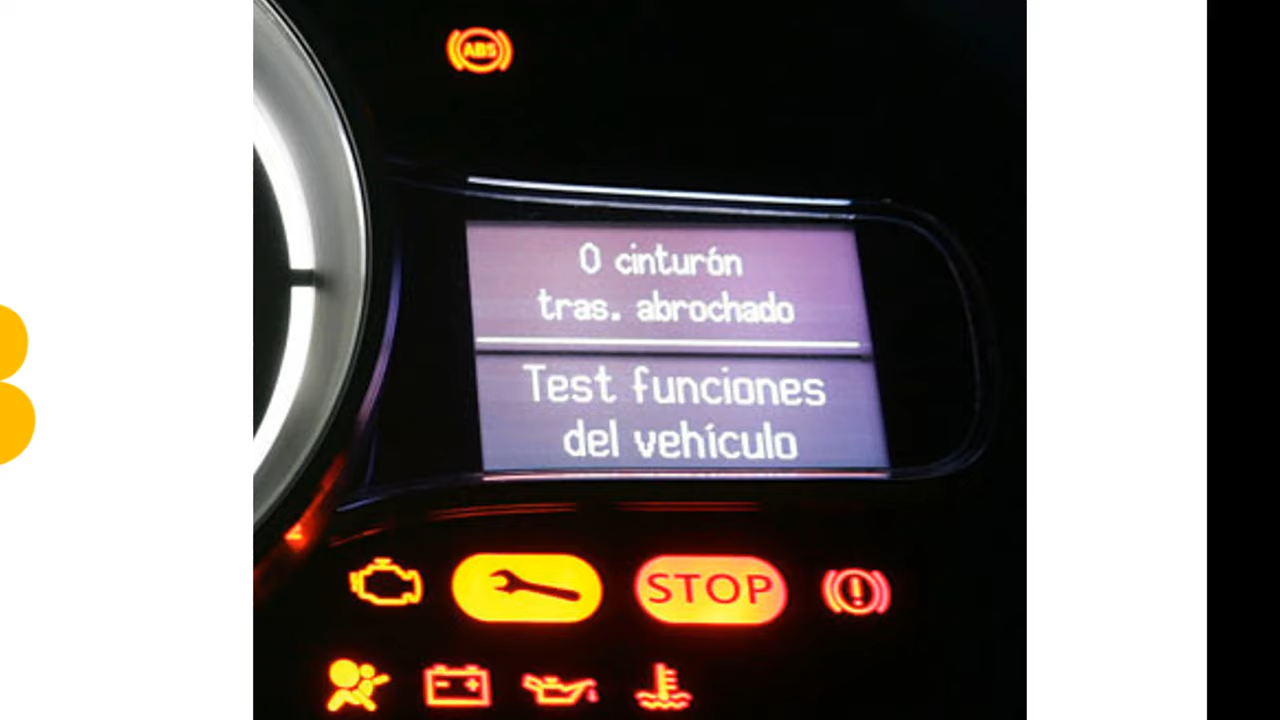 ABS
0 cinturón
tras. abrochado
Test funciones
del vehículo
STOP